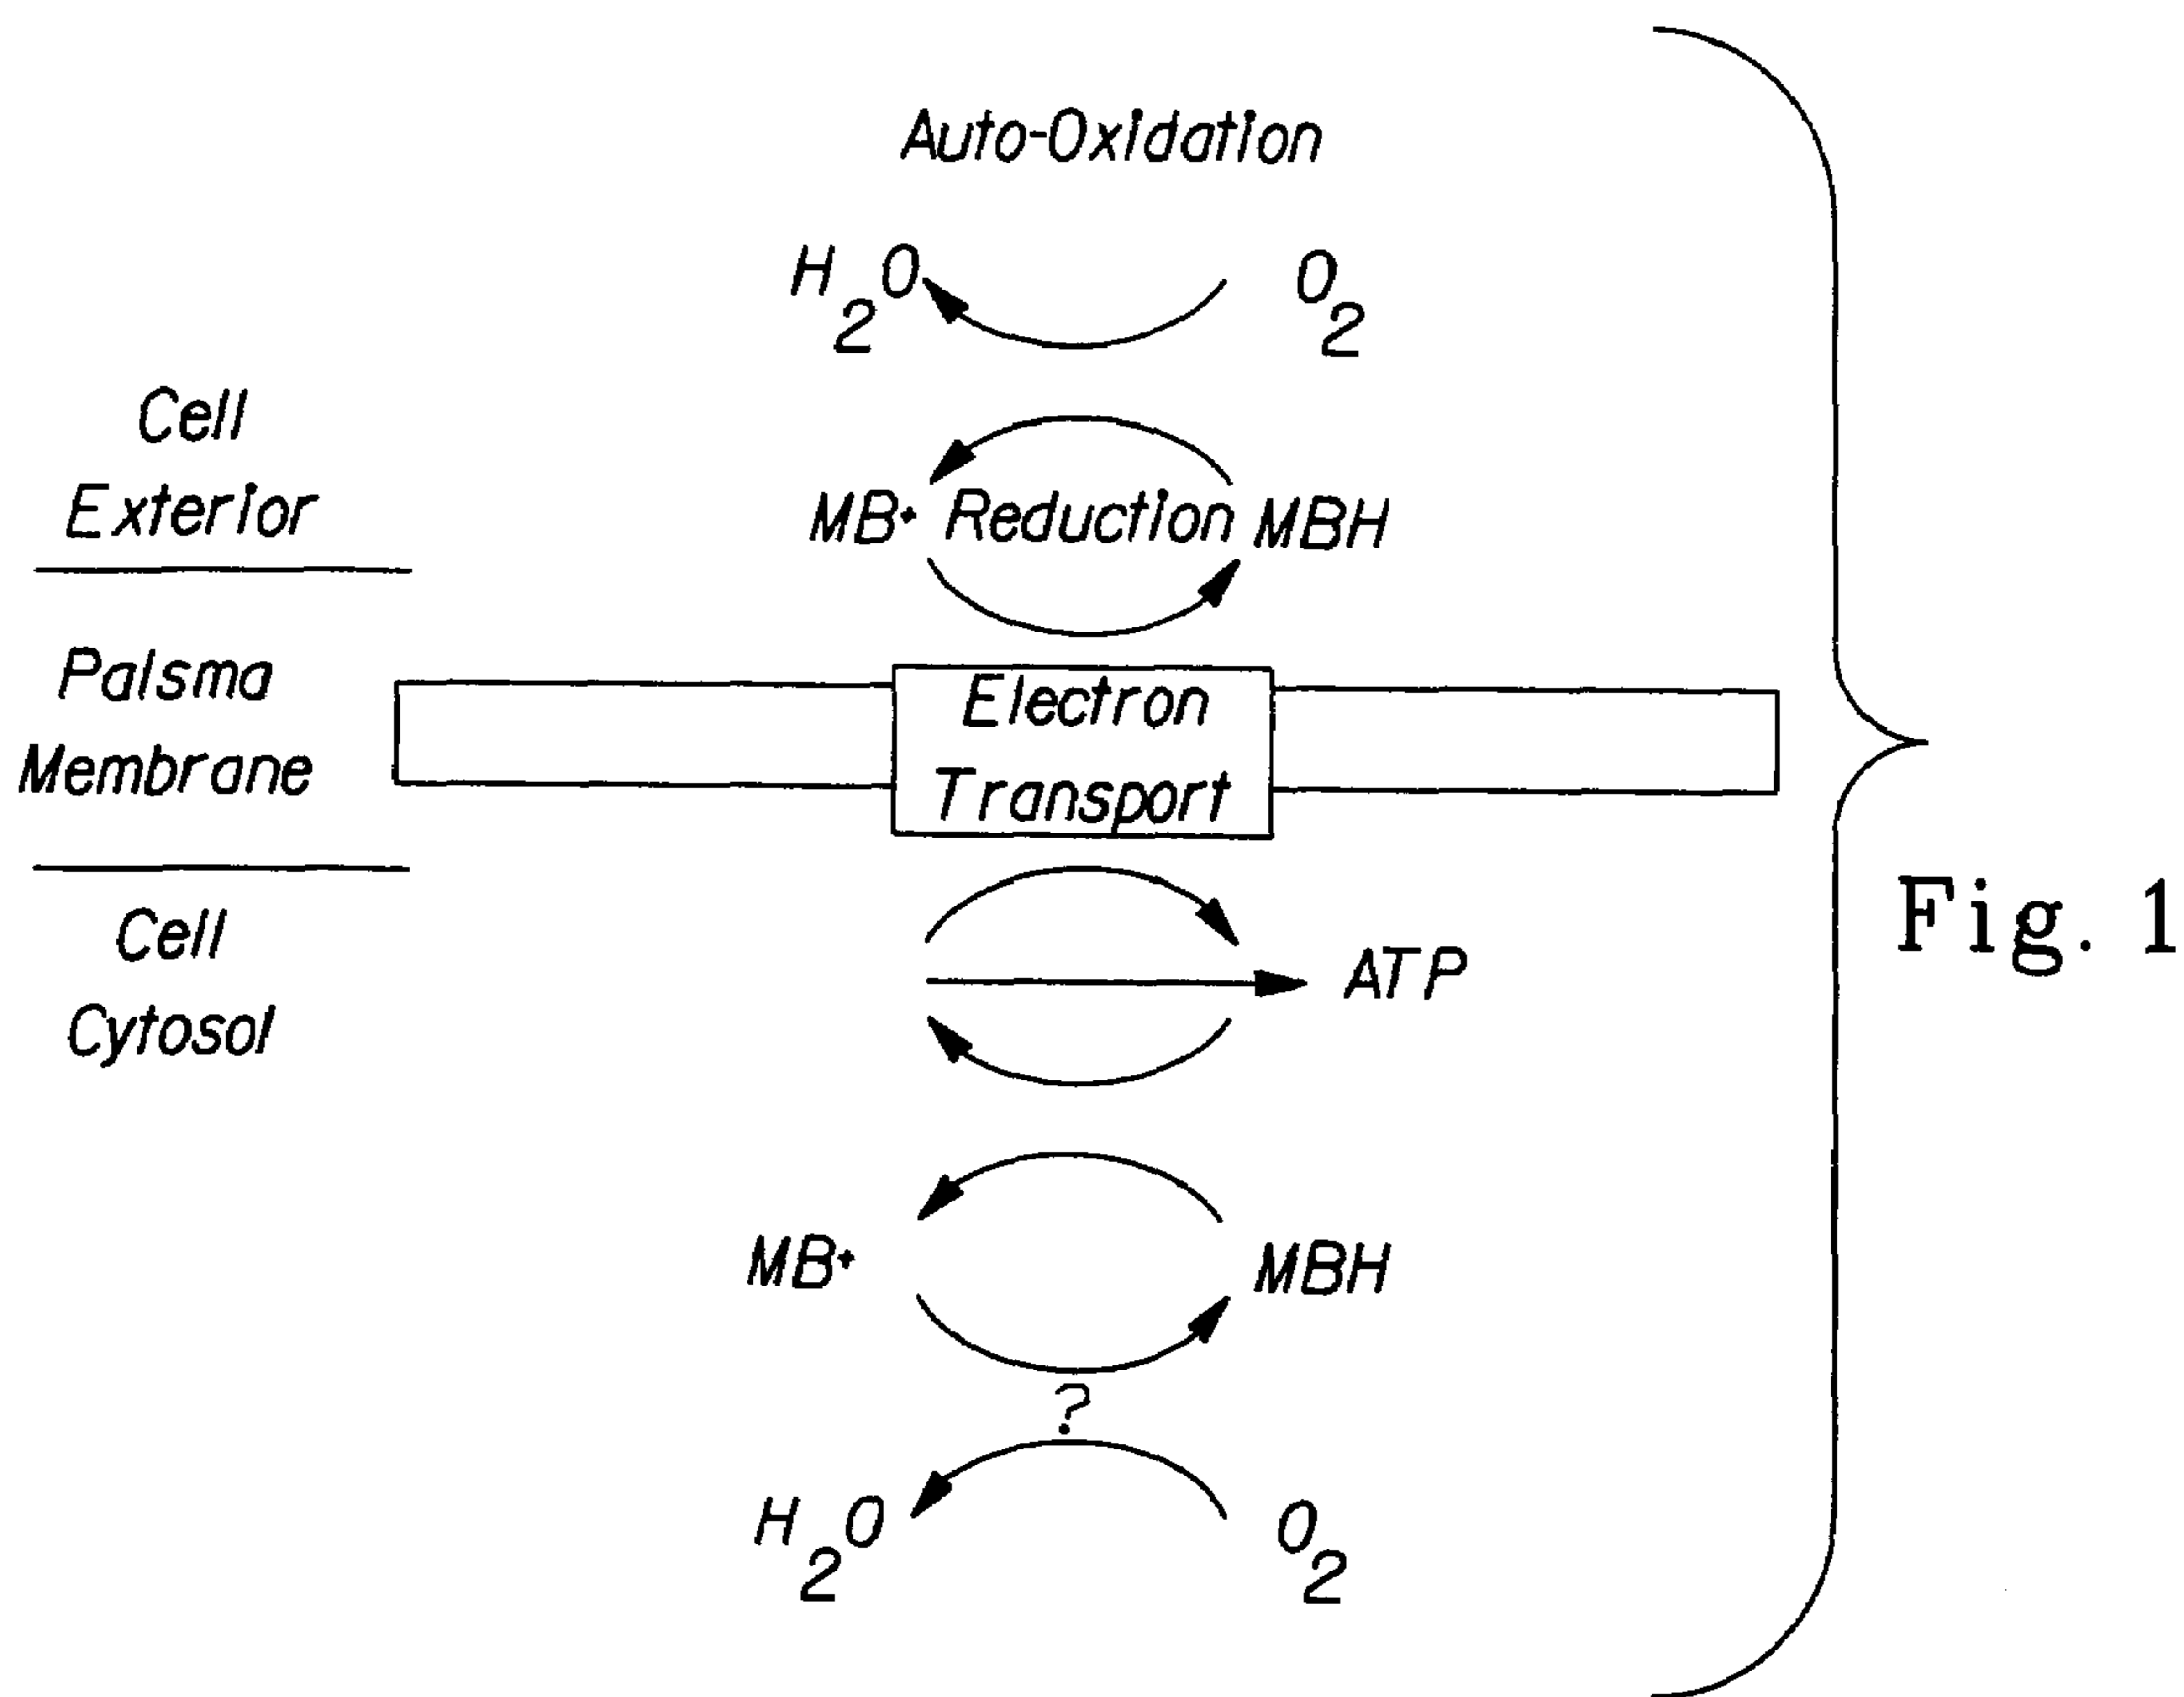 Auto-Oxidation
H2O O2
Cell
Exterior
MB+ Reduction MBH
Palsma
Membrane
Electron
Transport
Cell
Cytosol
ATP
Fig. 1
MB+ MBH
?
H2O O2